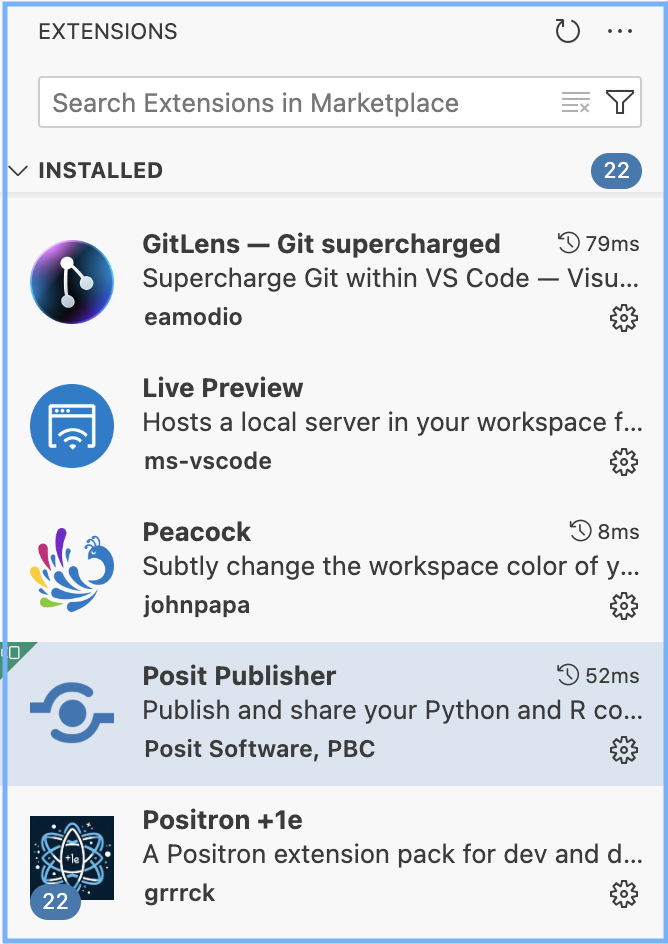 EXTENSIONS
Search Extensions in Marketplace
INSTALLED 22
GitLens — Git supercharged 79ms
Supercharge Git within VS Code — Visu...
eamodio
Live Preview
Hosts a local server in your workspace f...
ms-vscode
Peacock 8ms
Subtly change the workspace color of y...
johnpapa
Posit Publisher 52ms
Publish and share your Python and R co...
Posit Software, PBC
Positron +1e
A Positron extension pack for dev and d...
+1e
22 grrrck